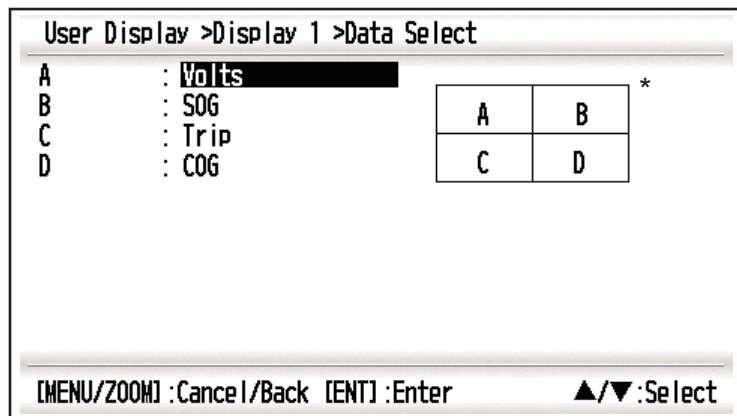 User Display >Display 1 >Data Select
A : Volts
B : SOG
C : Trip
D : COG
*
A B
C D
[MENU/ZOOM] :Cancel/Back [ENT] :Enter ▲/▼ :Select